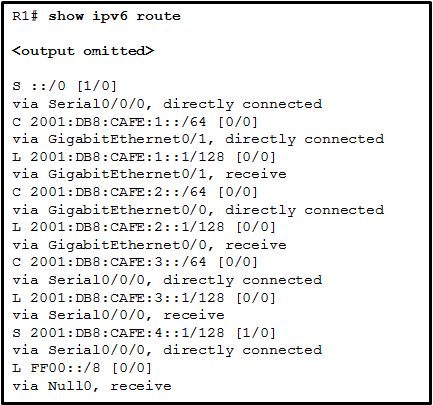 R1# show ipv6 route
<output omitted>
S ::/0 [1/0]
via Serial0/0/0, directly connected
C 2001:DB8:CAFE:1::/64 [0/0]
via GigabitEthernet0/1, directly connected
L 2001:DB8:CAFE:1::1/128 [0/0]
via GigabitEthernet0/1, receive
C 2001:DB8:CAFE:2::/64 [0/0]
via GigabitEthernet0/0, directly connected
L 2001:DB8:CAFE:2::1/128 [0/0]
via GigabitEthernet0/0, receive
C 2001:DB8:CAFE:3::/64 [0/0]
via Serial0/0/0, directly connected
L 2001:DB8:CAFE:3::1/128 [0/0]
via Serial0/0/0, receive
S 2001:DB8:CAFE:4::1/128 [1/0]
via Serial0/0/0, directly connected
L FF00::/8 [0/0]
via Null0, receive